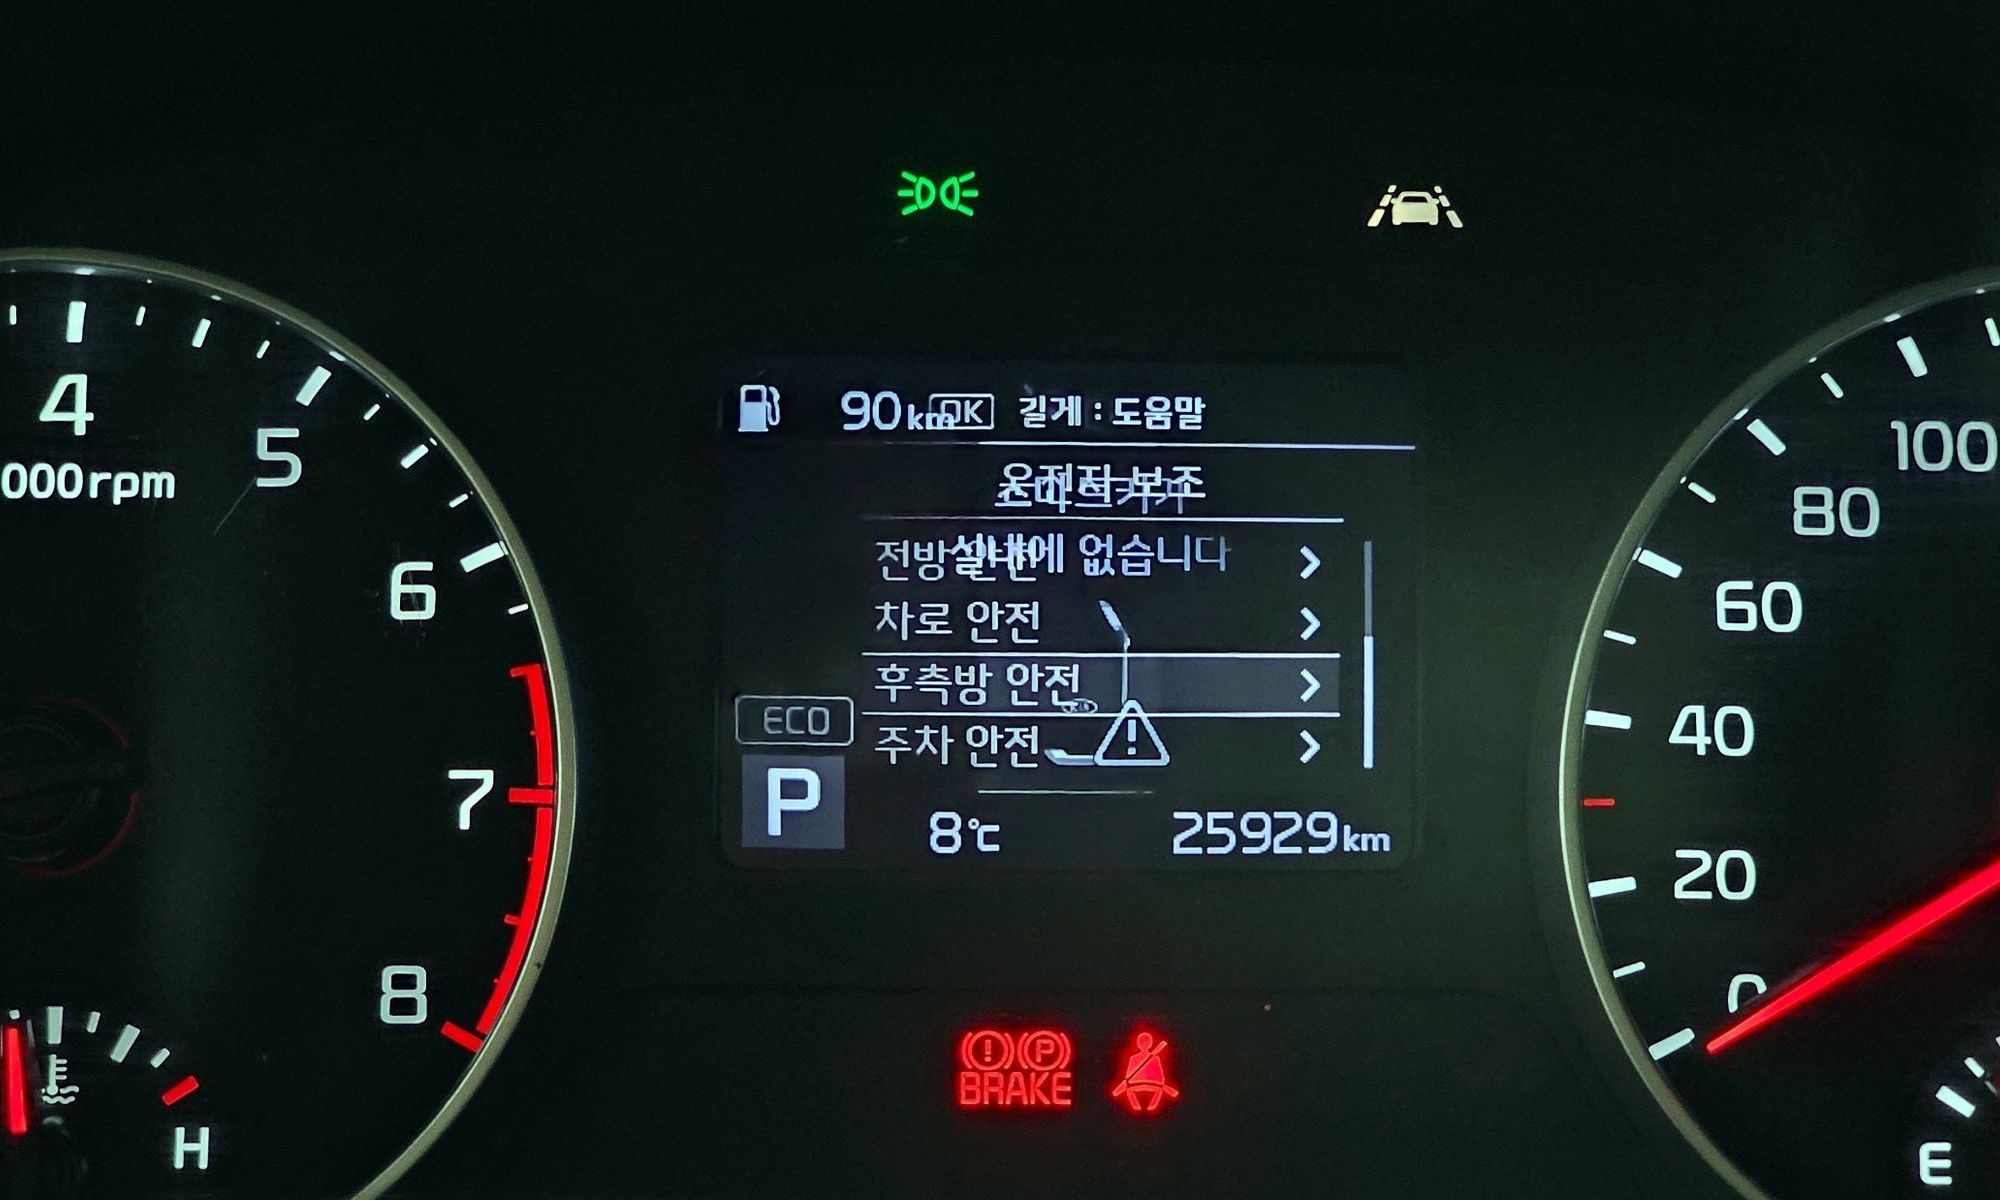 4
000rpm
5
6
7
8
H
90km
OK 길게 : 도움말
운전자 보조
스마트키가
실내에 없습니다
전방 안전
차로 안전
후측방 안전
주차 안전
ECO
P
8℃
25929km
BRAKE
P
100
80
60
40
20
0
E